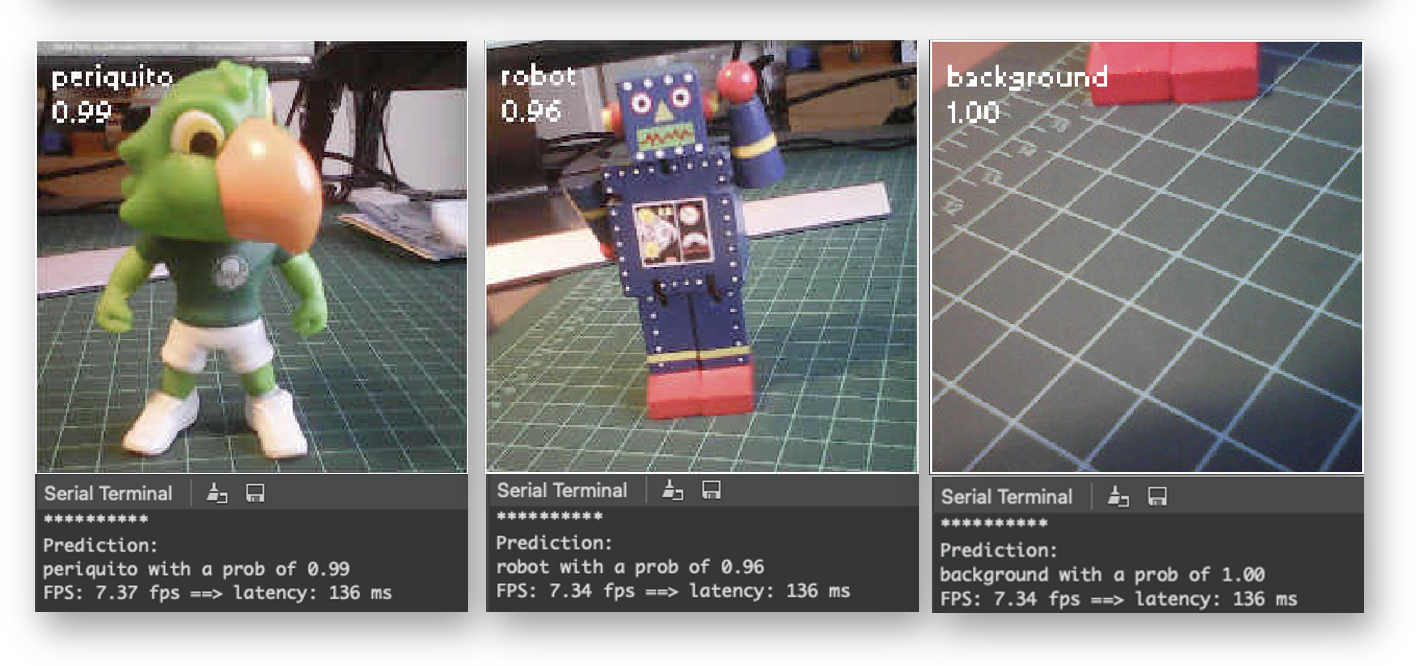 periquito
0.99
Serial Terminal
**********
Prediction:
periquito with a prob of 0.99
FPS: 7.37 fps ==> latency: 136 ms
robot
0.96
Serial Terminal
**********
Prediction:
robot with a prob of 0.96
FPS: 7.34 fps ==> latency: 136 ms
background
1.00
Serial Terminal
**********
Prediction:
background with a prob of 1.00
FPS: 7.34 fps ==> latency: 136 ms